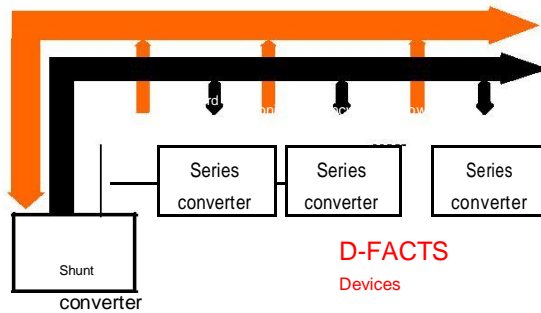 Series
converter
Series
converter
Series
converter
D-FACTS
Devices
Shunt
converter